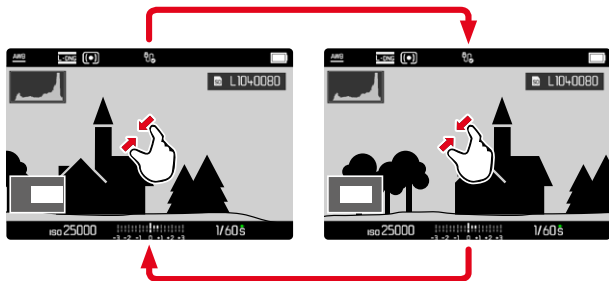 AWB L-DNG
L1040080
ISO 25000 -3 -2 -1 0 +1 +2 +3 1/60s
AWB L-DNG
L1040080
ISO 25000 -3 -2 -1 0 +1 +2 +3 1/60s